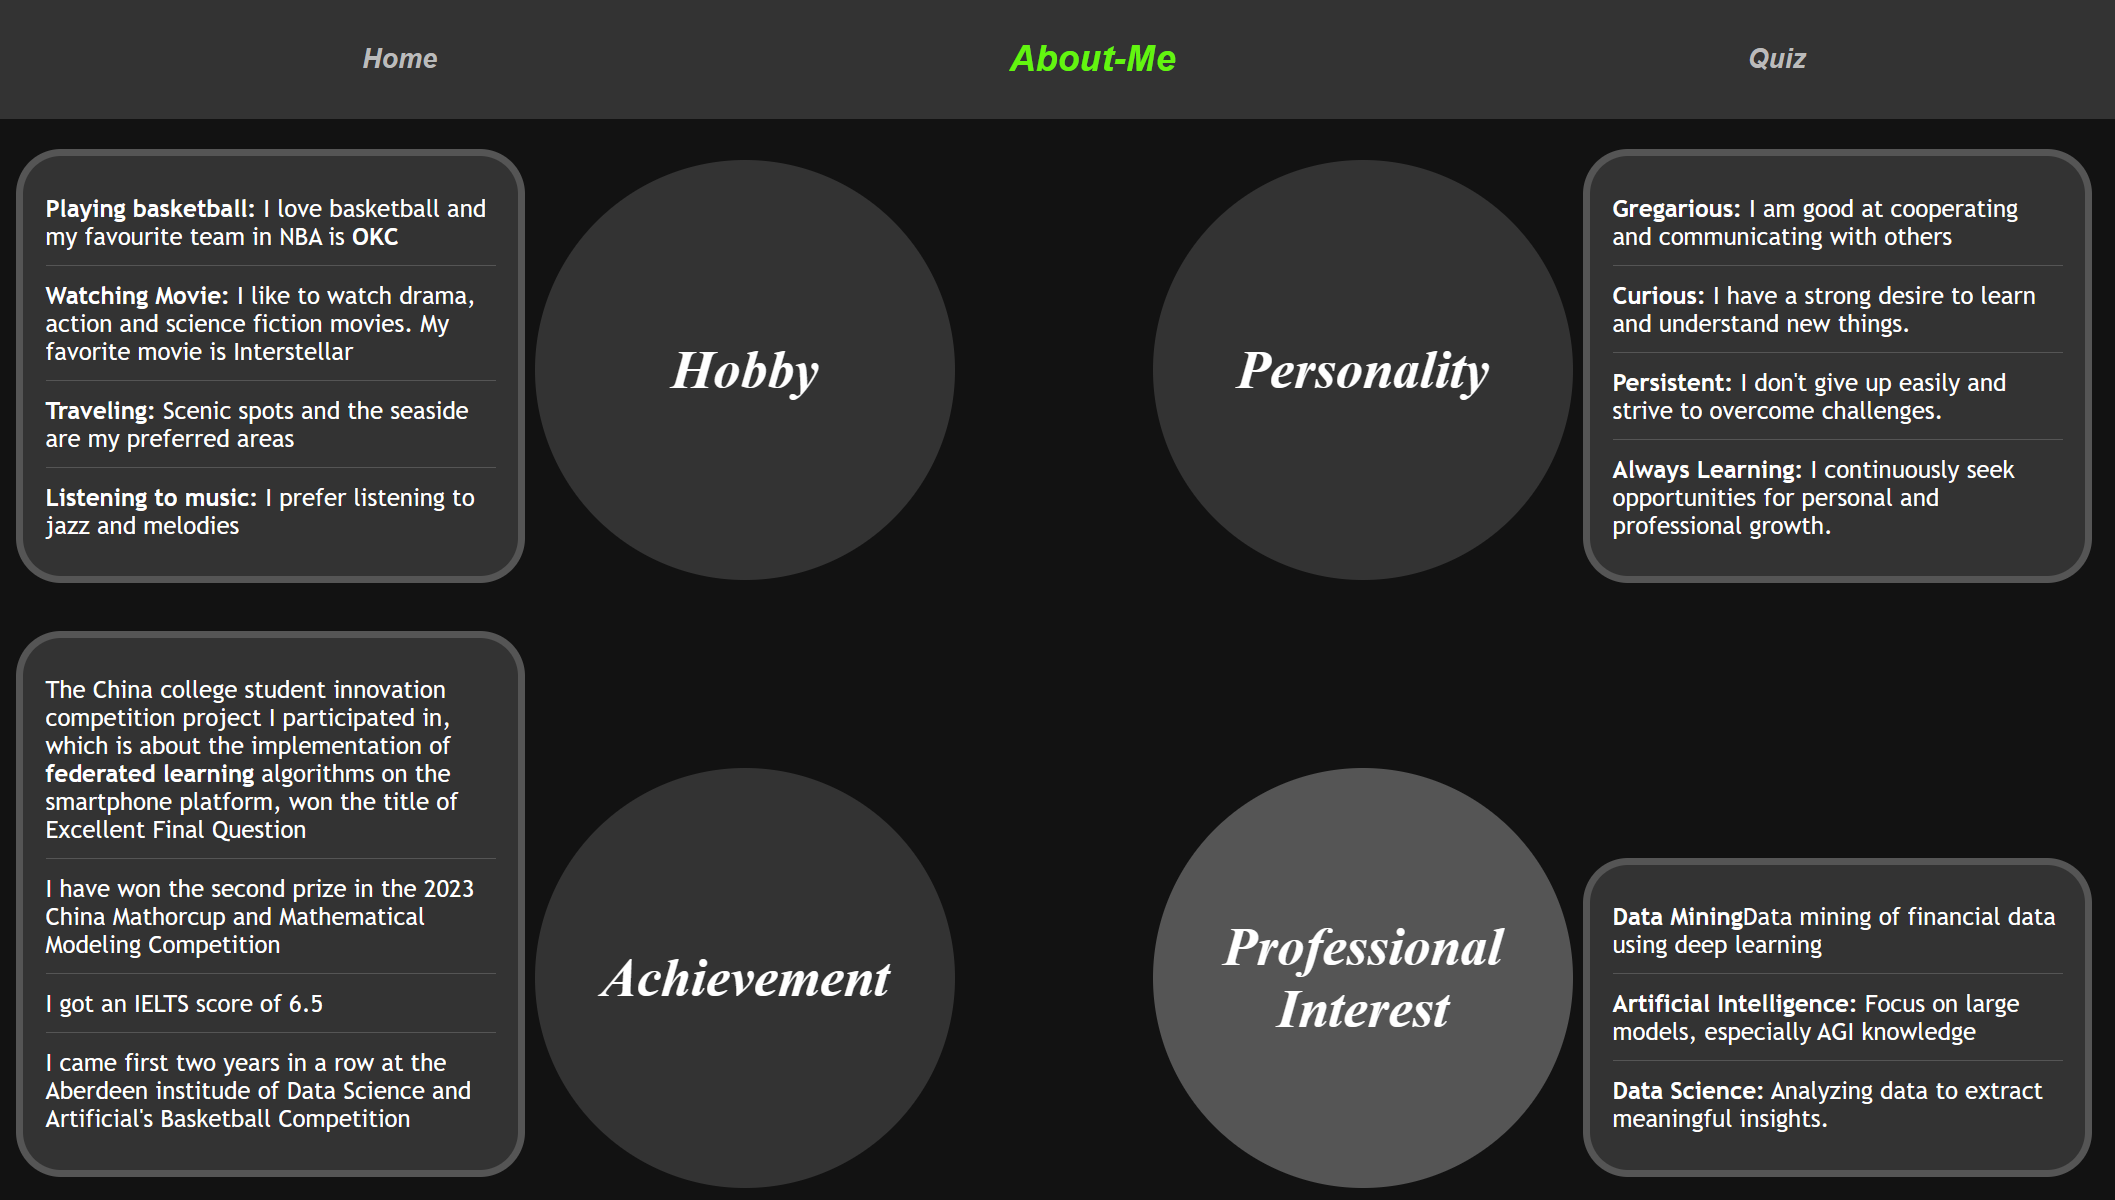 Home
About-Me
Quiz
Playing basketball: I love basketball and
my favourite team in NBA is OKC
Watching Movie: I like to watch drama,
action and science fiction movies. My
favorite movie is Interstellar
Traveling: Scenic spots and the seaside
are my preferred areas
Listening to music: I prefer listening to
jazz and melodies
Hobby
Personality
Gregarious: I am good at cooperating
and communicating with others
Curious: I have a strong desire to learn
and understand new things.
Persistent: I don't give up easily and
strive to overcome challenges.
Always Learning: I continuously seek
opportunities for personal and
professional growth.
The China college student innovation
competition project I participated in,
which is about the implementation of
federated learning algorithms on the
smartphone platform, won the title of
Excellent Final Question
I have won the second prize in the 2023
China Mathorcup and Mathematical
Modeling Competition
I got an IELTS score of 6.5
I came first two years in a row at the
Aberdeen institude of Data Science and
Artificial's Basketball Competition
Achievement
Professional
Interest
Data MiningData mining of financial data
using deep learning
Artificial Intelligence: Focus on large
models, especially AGI knowledge
Data Science: Analyzing data to extract
meaningful insights.